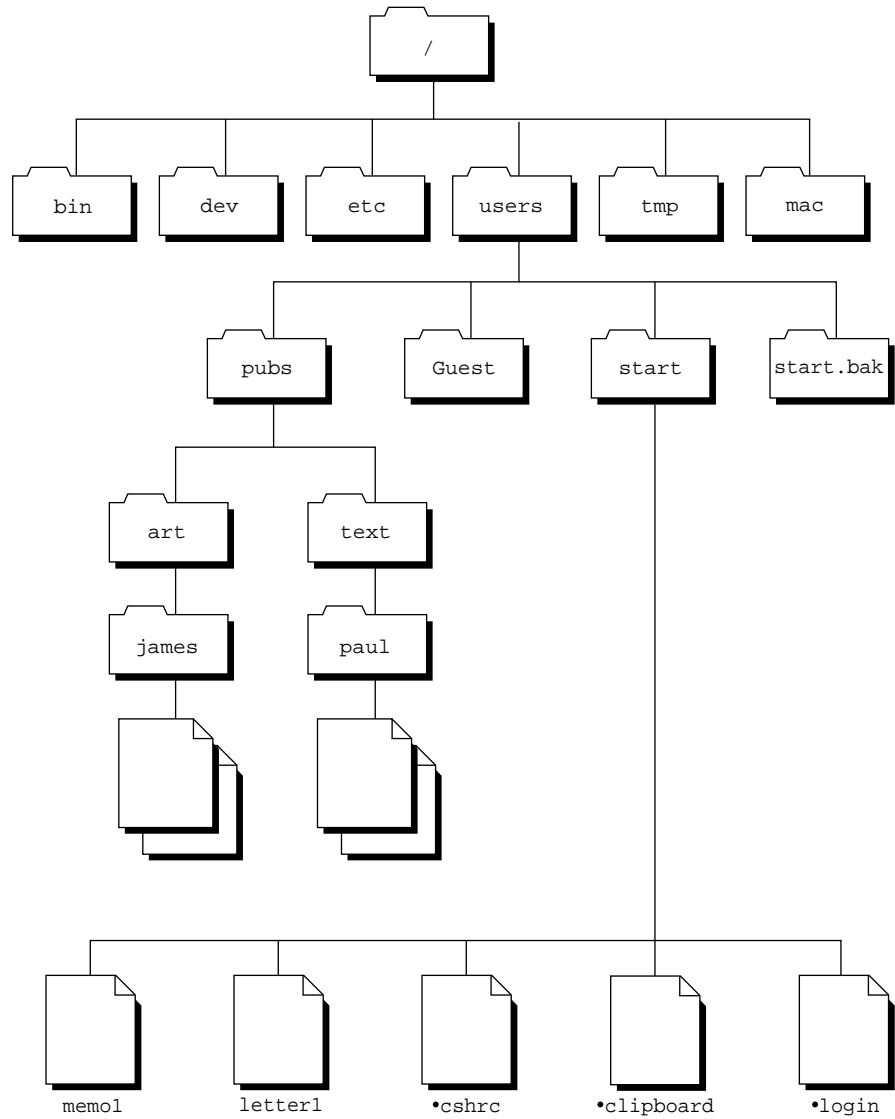 /
bin dev etc users tmp mac
pubs Guest start start.bak
art text
james paul
memo1 letter1 •cshrc •clipboard •login